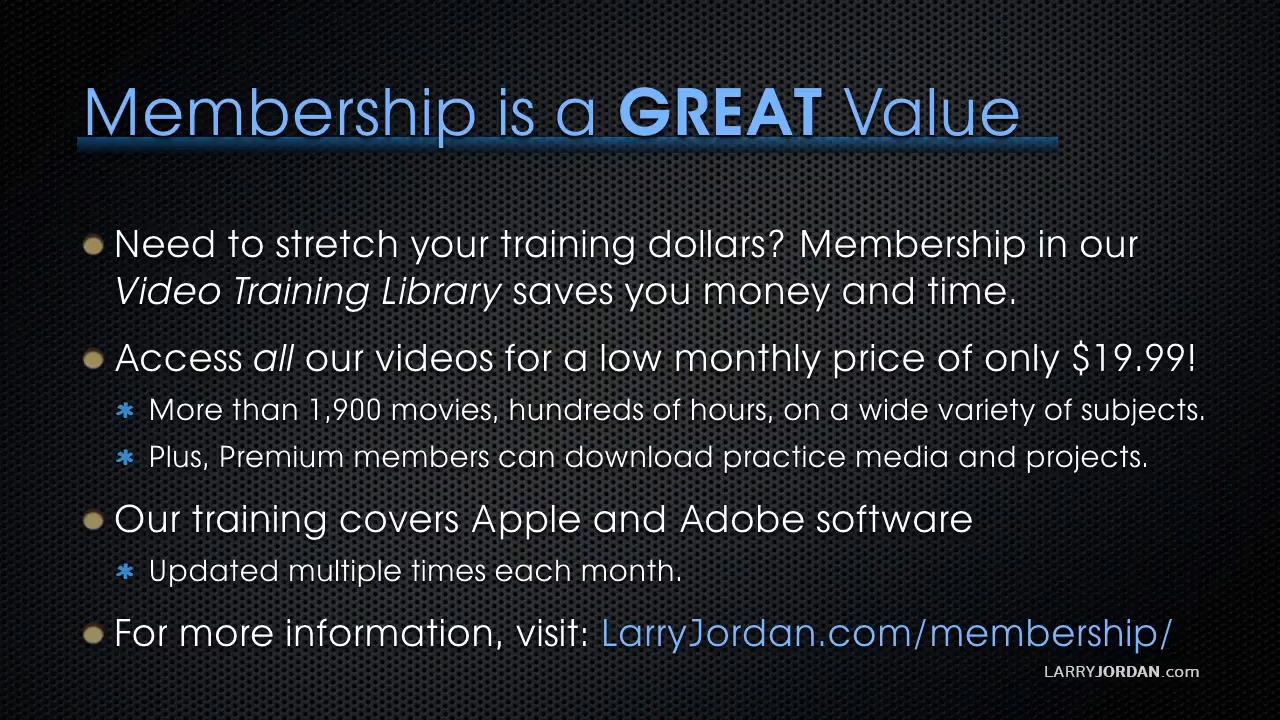 Membership is a GREAT Value
Need to stretch your training dollars? Membership in our
Video Training Library saves you money and time.
Access all our videos for a low monthly price of only $19.99!
More than 1,900 movies, hundreds of hours, on a wide variety of subjects.
Plus, Premium members can download practice media and projects.
Our training covers Apple and Adobe software
Updated multiple times each month.
For more information, visit: LarryJordan.com/membership/
LARRYJORDAN.com